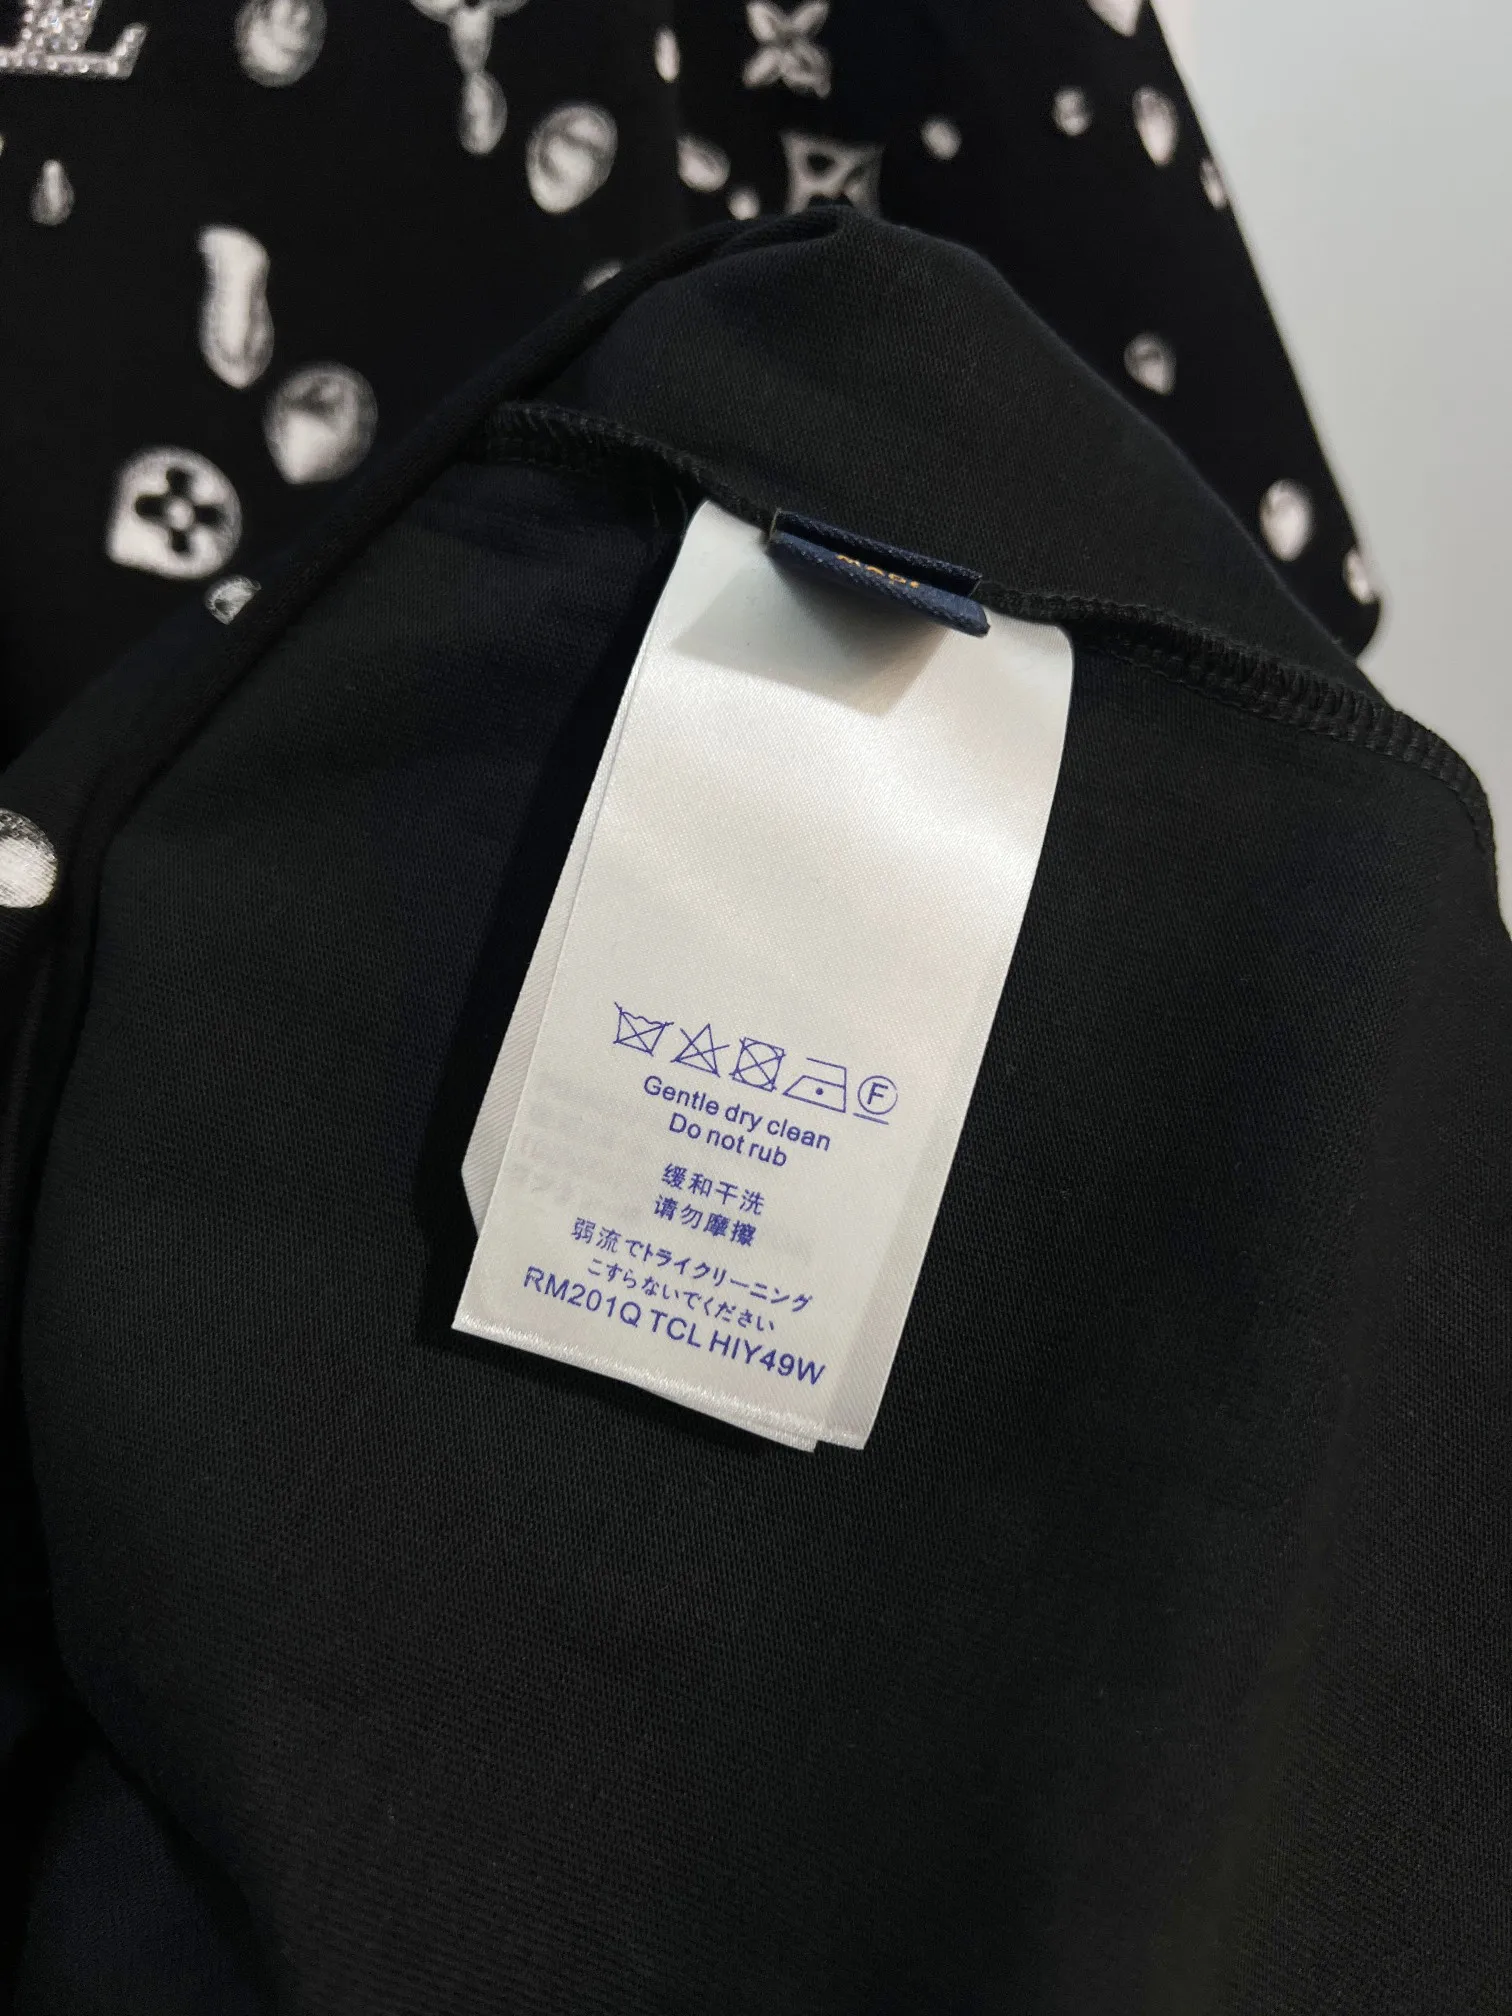 MADE
F
Gentle dry clean
Do not rub
缓和干洗
请勿摩擦
弱流でトライクリーニング
こすらないでください
RM201Q TCL HIY49W